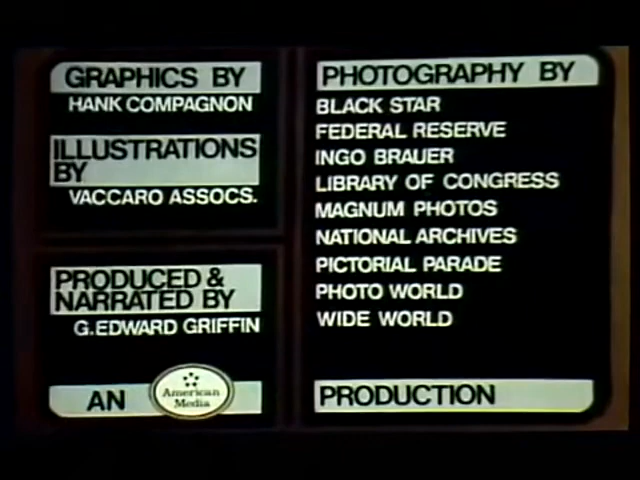 GRAPHICS BY
HANK COMPAGNON
ILLUSTRATIONS
BY
VACCARO ASSOCS.
PRODUCED &
NARRATED BY
G.EDWARD GRIFFIN
PHOTOGRAPHY BY
BLACK STAR
FEDERAL RESERVE
INGO BRAUER
LIBRARY OF CONGRESS
MAGNUM PHOTOS
NATIONAL ARCHIVES
PICTORIAL PARADE
PHOTO WORLD
WIDE WORLD
AN
American
Media
PRODUCTION